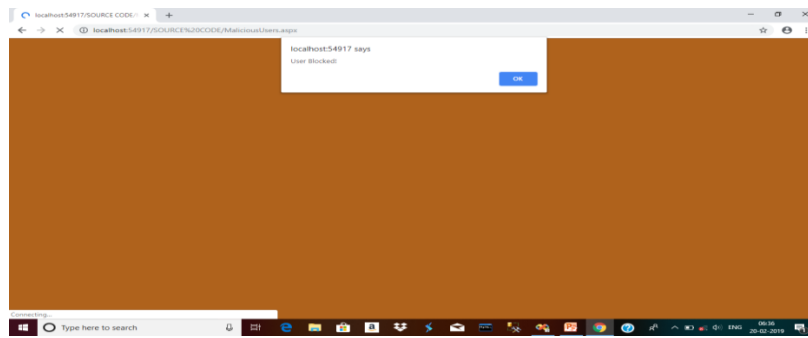 localhost:54917/SOURCE CODE/
localhost:54917/SOURCE%20CODE/MaliciousUsers.aspx
localhost:54917 says
User Blocked!
OK
Connecting...
Type here to search
ENG
06:36
20-02-2019